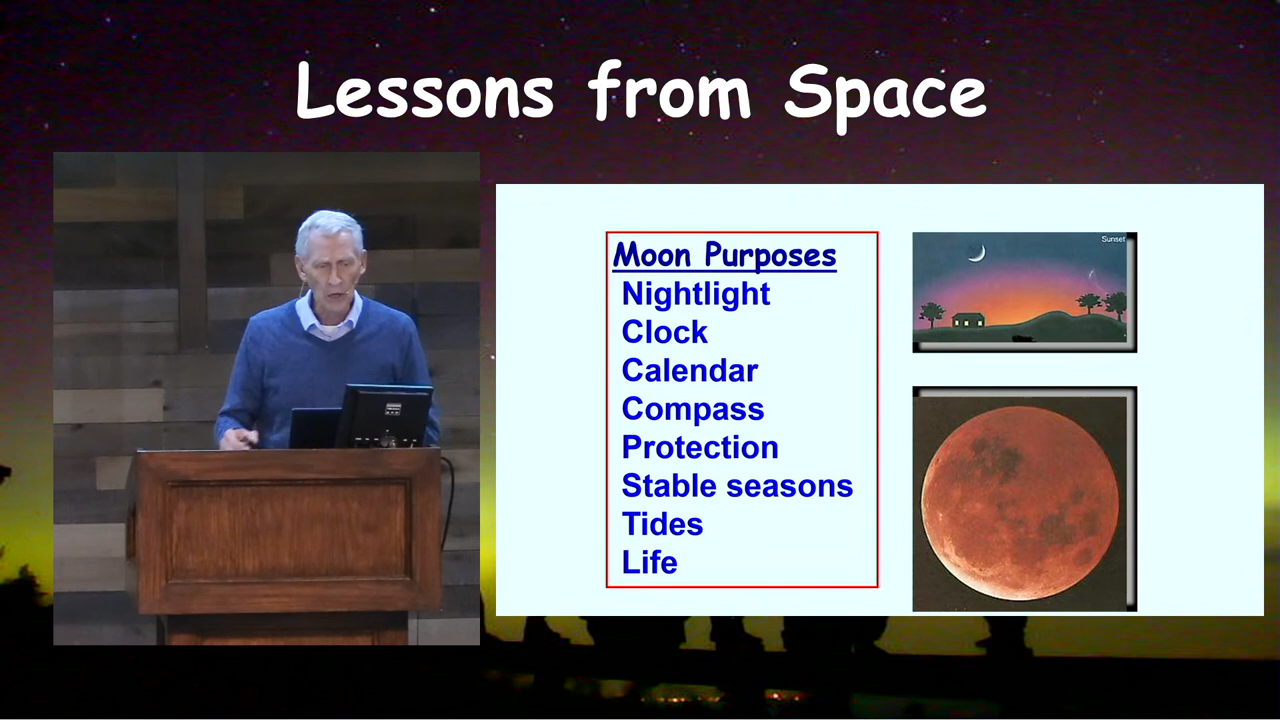 Lessons from Space
Moon Purposes
Nightlight
Clock
Calendar
Compass
Protection
Stable seasons
Tides
Life
Sunset